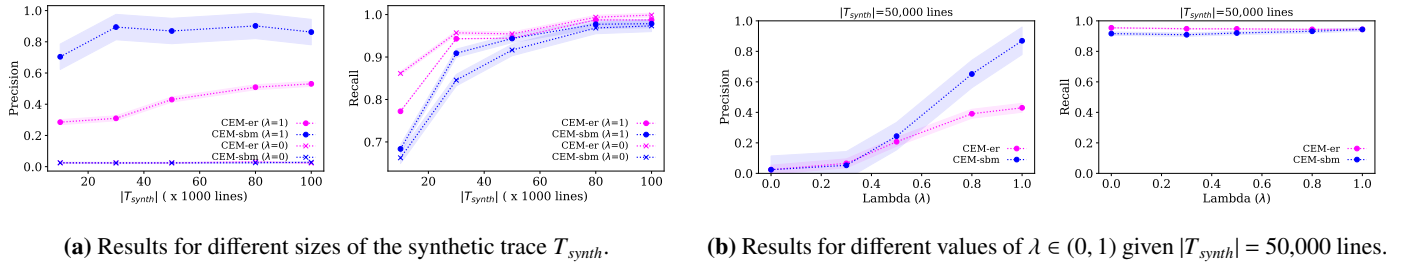 1.0
0.8
0.6
0.4
0.2
0.0
Precision
20 40 60 80 100
|T_synth| ( x 1000 lines)
CEM-er (λ=1)
CEM-sbm (λ=1)
CEM-er (λ=0)
CEM-sbm (λ=0)
1.0
0.9
0.8
0.7
Recall
20 40 60 80 100
|T_synth| ( x 1000 lines)
CEM-er (λ=1)
CEM-sbm (λ=1)
CEM-er (λ=0)
CEM-sbm (λ=0)
|T_synth|=50,000 lines
1.0
0.8
0.6
0.4
0.2
0.0
Precision
0.0 0.2 0.4 0.6 0.8 1.0
Lambda (λ)
CEM-er
CEM-sbm
|T_synth|=50,000 lines
1.0
0.8
0.6
0.4
0.2
0.0
Recall
0.0 0.2 0.4 0.6 0.8 1.0
Lambda (λ)
CEM-er
CEM-sbm
(a) Results for different sizes of the synthetic trace T_synth.
(b) Results for different values of λ ∈ (0, 1) given |T_synth| = 50,000 lines.